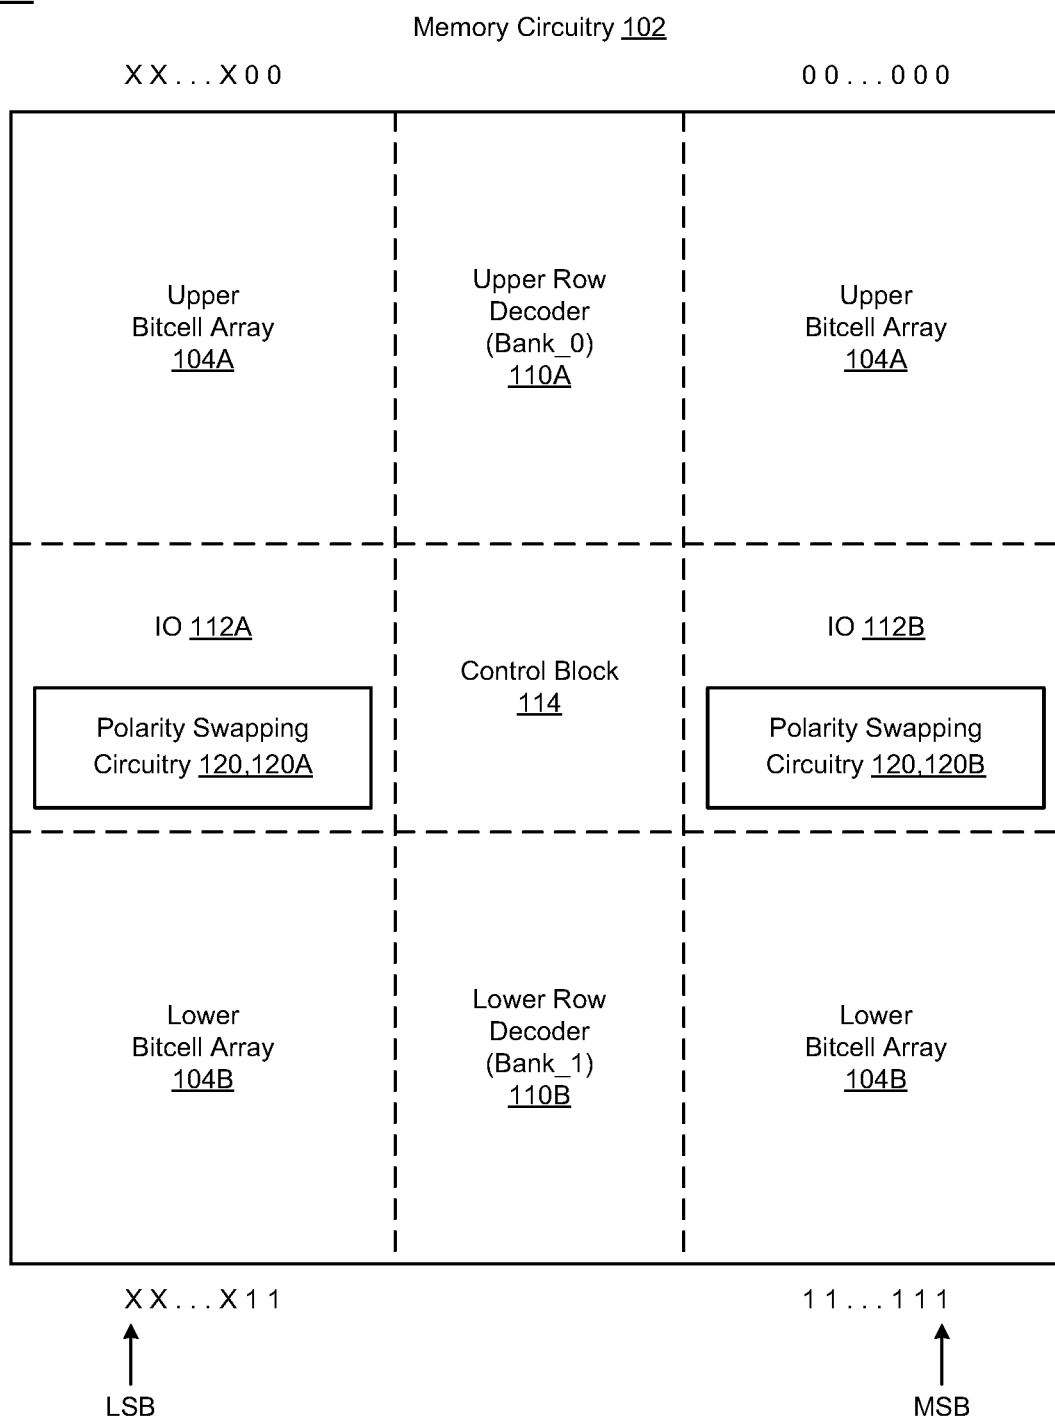 Memory Circuitry 102
XX...X00 00...000
Upper
Bitcell Array
104A
Upper Row
Decoder
(Bank_0)
110A
Upper
Bitcell Array
104A
IO 112A
Polarity Swapping
Circuitry 120,120A
Control Block
114
IO 112B
Polarity Swapping
Circuitry 120,120B
Lower
Bitcell Array
104B
Lower Row
Decoder
(Bank_1)
110B
Lower
Bitcell Array
104B
XX...X11 11...111
LSB MSB